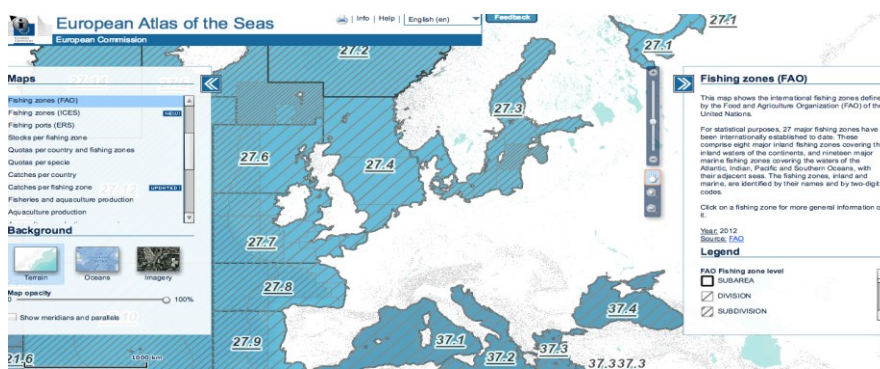 European Atlas of the Seas
Info | Help | English (en)
Feedback
European Commission
Maps
Fishing zones (FAO)
Fishing zones (ICES)
Fishing ports (ERS)
Stocks per fishing zone
Quotas per country and fishing zones
Quotas per specie
Catches per country
Catches per fishing zone UPDATED !
Fisheries and aquaculture production
Aquaculture production
Background
Terrain Oceans Imagery
Map opacity
0 100%
Show meridians and parallels
1000 km
27.1
27.1
27.2
27.3
27.4
27.6
27.7
27.8
27.9
21.6
37.1
37.2
37.3
37.4
37.337.3
Fishing zones (FAO)
This map shows the international fishing zones define
by the Food and Agriculture Organization (FAO) of the
United Nations.
For statistical purposes, 27 major fishing zones have
been internationally established to date. These
comprise eight major inland fishing zones covering th
inland waters of the continents, and nineteen major
marine fishing zones covering the waters of the
Atlantic, Indian, Pacific and Southern Oceans, with
their adjacent seas. The fishing zones, inland and
marine, are identified by their names and by two-digit
codes.
Click on a fishing zone for more general information o
it.
Year: 2012
Source: FAO
Legend
FAO Fishing zone level
SUBAREA
DIVISION
SUBDIVISION